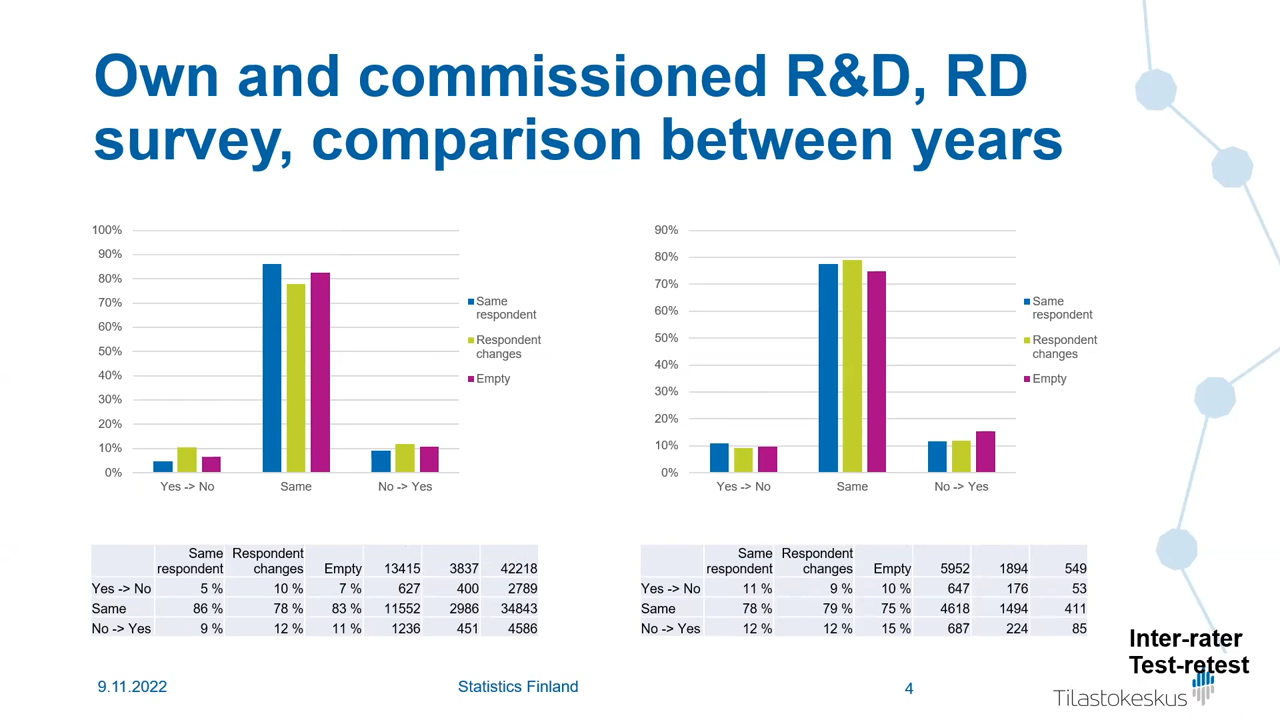 Own and commissioned R&D, RD
survey, comparison between years
100%
90%
80%
70%
60%
50%
40%
30%
20%
10%
0%
Yes -> No
Same
No -> Yes
Same
respondent
Respondent
changes
Empty
90%
80%
70%
60%
50%
40%
30%
20%
10%
0%
Yes -> No
Same
No -> Yes
Same
respondent
Respondent
changes
Empty
Same Respondent
respondent changes Empty 13415 3837 42218
Yes -> No 5 % 10 % 7 % 627 400 2789
Same 86 % 78 % 83 % 11552 2986 34843
No -> Yes 9 % 12 % 11 % 1236 451 4586
Same Respondent
respondent changes Empty 5952 1894 549
Yes -> No 11 % 9 % 10 % 647 176 53
Same 78 % 79 % 75 % 4618 1494 411
No -> Yes 12 % 12 % 15 % 687 224 85
Inter-rater
Test-retest
9.11.2022
Statistics Finland
4
Tilastokeskus